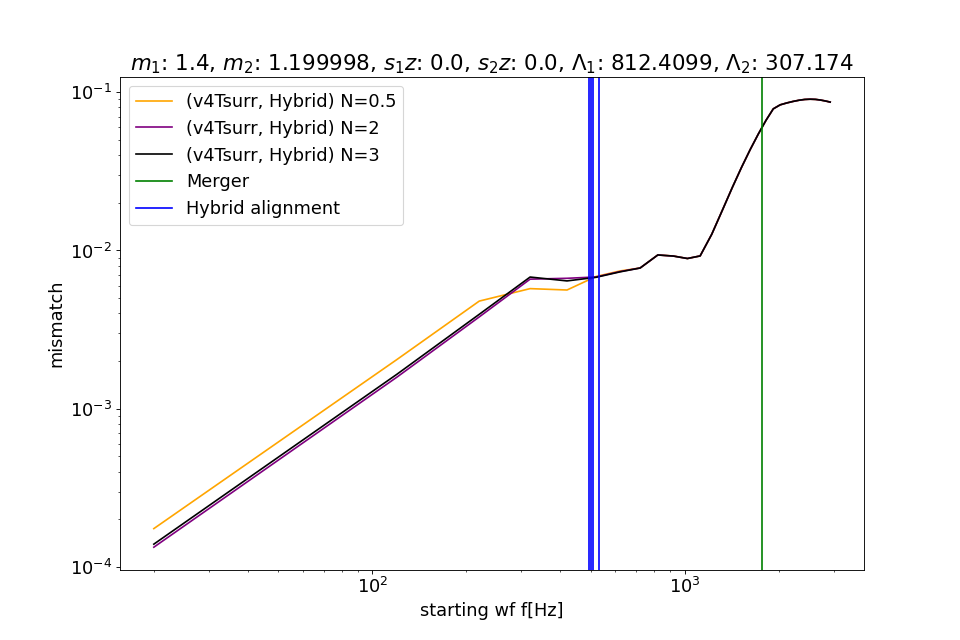 m₁: 1.4, m₂: 1.199998, s₁z: 0.0, s₂z: 0.0, Λ₁: 812.4099, Λ₂: 307.174
(v4Tsurr, Hybrid) N=0.5
(v4Tsurr, Hybrid) N=2
(v4Tsurr, Hybrid) N=3
Merger
Hybrid alignment
mismatch
10⁻¹
10⁻²
10⁻³
10⁻⁴
10² 10³
starting wf f[Hz]